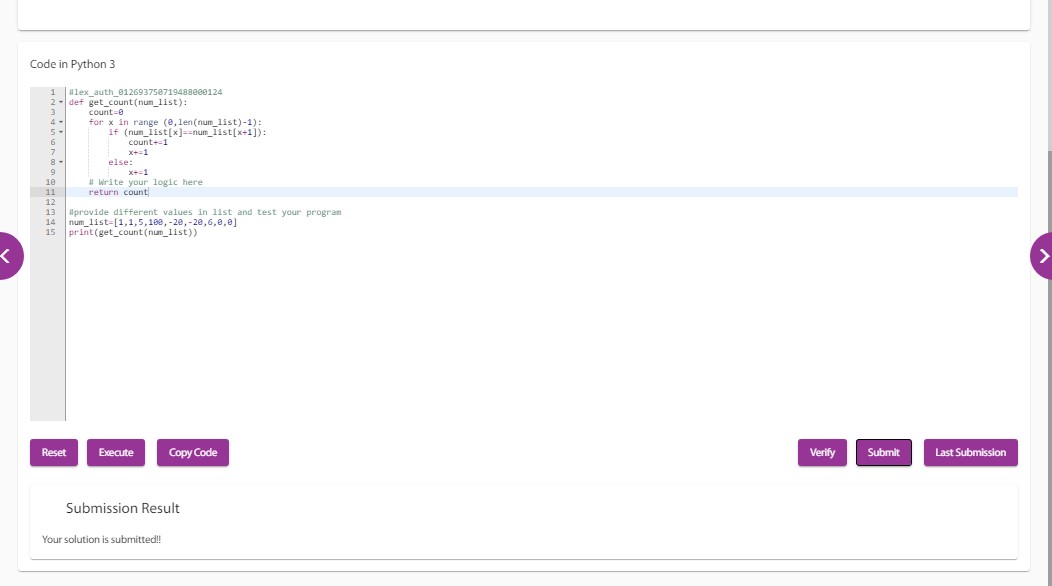 Code in Python 3
1 #lex_auth_012693750719488000124
2 def get_count(num_list):
3 count=0
4 for x in range (0,len(num_list)-1):
5 if (num_list[x]==num_list[x+1]):
6 count+=1
7 x+=1
8 else:
9 x+=1
10 # Write your logic here
11 return count
12
13 #provide different values in list and test your program
14 num_list=[1,1,5,100,-20,-20,6,0,0]
15 print(get_count(num_list))
Reset Execute Copy Code Verify Submit Last Submission
Submission Result
Your solution is submitted!!